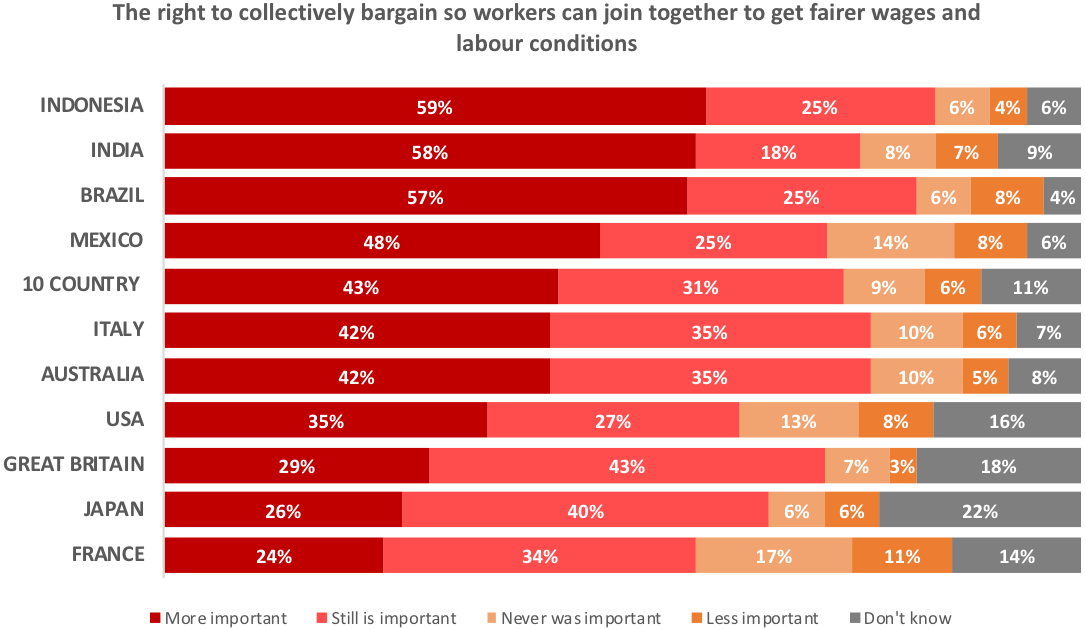 The right to collectively bargain so workers can join together to get fairer wages and
labour conditions
INDONESIA 59% 25% 6% 4% 6%
INDIA 58% 18% 8% 7% 9%
BRAZIL 57% 25% 6% 8% 4%
MEXICO 48% 25% 14% 8% 6%
10 COUNTRY 43% 31% 9% 6% 11%
ITALY 42% 35% 10% 6% 7%
AUSTRALIA 42% 35% 10% 5% 8%
USA 35% 27% 13% 8% 16%
GREAT BRITAIN 29% 43% 7% 3% 18%
JAPAN 26% 40% 6% 6% 22%
FRANCE 24% 34% 17% 11% 14%
More important Still is important Never was important Less important Don't know